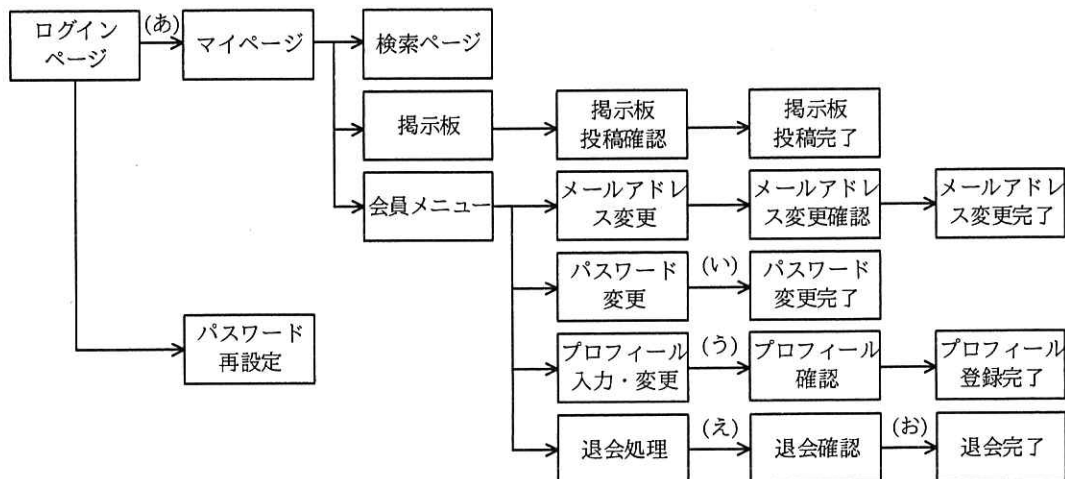 ログイン
ページ
(あ)
マイページ
検索ページ
掲示板
掲示板
投稿確認
掲示板
投稿完了
会員メニュー
メールアドレ
ス変更
メールアドレ
ス変更確認
メールアドレ
ス変更完了
パスワード
変更
(い)
パスワード
変更完了
パスワード
再設定
プロフィール
入力・変更
(う)
プロフィール
確認
プロフィール
登録完了
退会処理
(え)
退会確認
(お)
退会完了